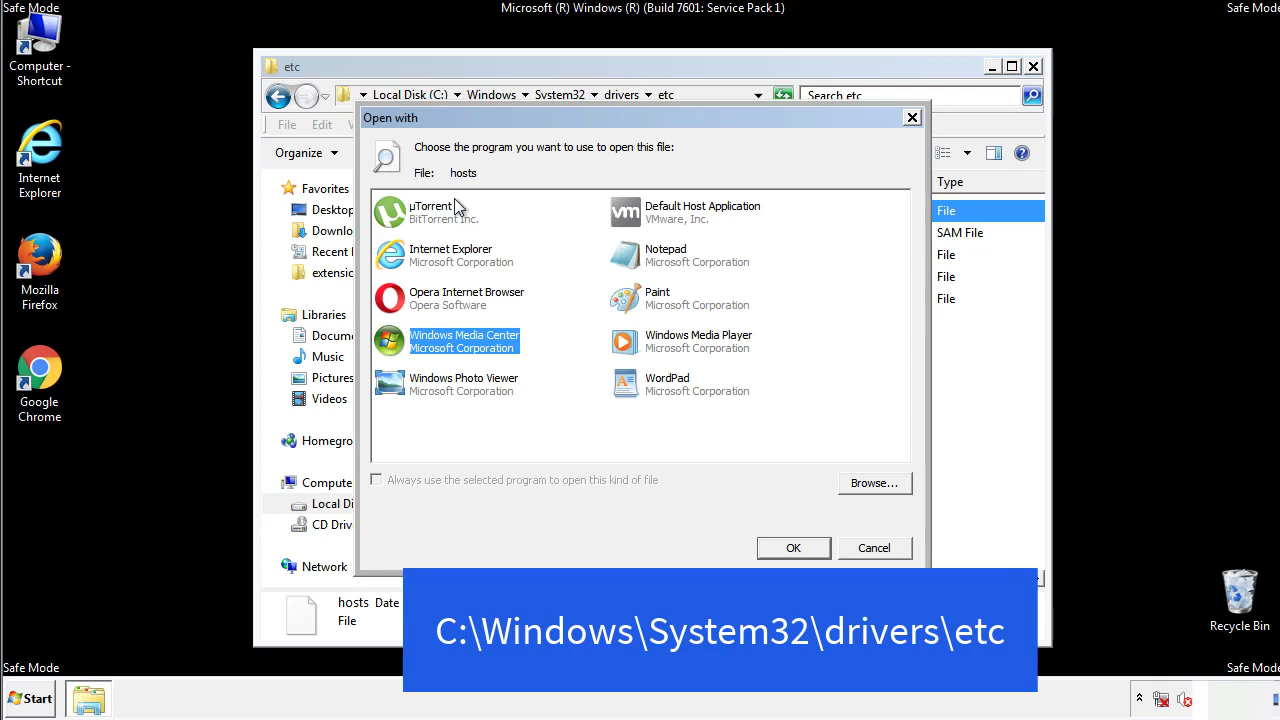 Safe Mode
Microsoft (R) Windows (R) (Build 7601: Service Pack 1)
Safe Mode
Computer - Shortcut
Internet Explorer
Mozilla Firefox
Google Chrome
Recycle Bin
etc
Local Disk (C:)
Windows
System32
drivers
etc
Search etc
File
Edit
Organize
Favorites
Desktop
Downlo
Recent
extensic
Libraries
Docum
Music
Pictures
Videos
Homegro
Compute
Local Di
CD Driv
Network
Type
File
SAM File
File
File
File
hosts Date
File
Open with
Choose the program you want to use to open this file:
File: hosts
µTorrent
BitTorrent Inc.
Default Host Application
VMware, Inc.
Internet Explorer
Microsoft Corporation
Notepad
Microsoft Corporation
Opera Internet Browser
Opera Software
Paint
Microsoft Corporation
Windows Media Center
Microsoft Corporation
Windows Media Player
Microsoft Corporation
Windows Photo Viewer
Microsoft Corporation
WordPad
Microsoft Corporation
Always use the selected program to open this kind of file
Browse...
OK
Cancel
C:\Windows\System32\drivers\etc
Safe Mode
Safe Mode
Start